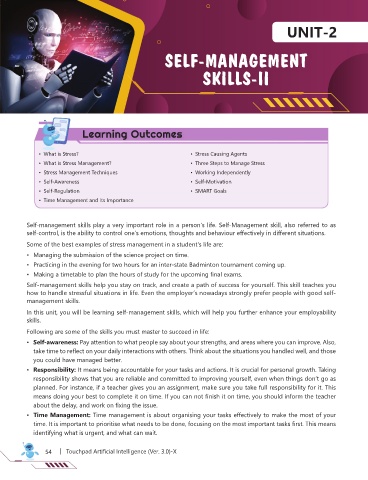 UNIT-2
SELF-MANAGEMENT
SKILLS-II
Learning Outcomes
• What is Stress?
• What is Stress Management?
• Stress Management Techniques
• Self-Awareness
• Self-Regulation
• Time Management and its Importance
• Stress Causing Agents
• Three Steps to Manage Stress
• Working Independently
• Self-Motivation
• SMART Goals
Self-management skills play a very important role in a person's life. Self-Management skill, also referred to as
self-control, is the ability to control one's emotions, thoughts and behaviour effectively in different situations.
Some of the best examples of stress management in a student's life are:
• Managing the submission of the science project on time.
• Practicing in the evening for two hours for an inter-state Badminton tournament coming up.
• Making a timetable to plan the hours of study for the upcoming final exams.
Self-management skills help you stay on track, and create a path of success for yourself. This skill teaches you
how to handle stressful situations in life. Even the employer's nowadays strongly prefer people with good self-
management skills.
In this unit, you will be learning self-management skills, which will help you further enhance your employability
skills.
Following are some of the skills you must master to succeed in life:
• Self-awareness: Pay attention to what people say about your strengths, and areas where you can improve. Also,
take time to reflect on your daily interactions with others. Think about the situations you handled well, and those
you could have managed better.
• Responsibility: It means being accountable for your tasks and actions. It is crucial for personal growth. Taking
responsibility shows that you are reliable and committed to improving yourself, even when things don't go as
planned. For instance, if a teacher gives you an assignment, make sure you take full responsibility for it. This
means doing your best to complete it on time. If you can not finish it on time, you should inform the teacher
about the delay, and work on fixing the issue.
• Time Management: Time management is about organising your tasks effectively to make the most of your
time. It is important to prioritise what needs to be done, focusing on the most important tasks first. This means
identifying what is urgent, and what can wait.
54 | Touchpad Artificial Intelligence (Ver. 3.0)-X